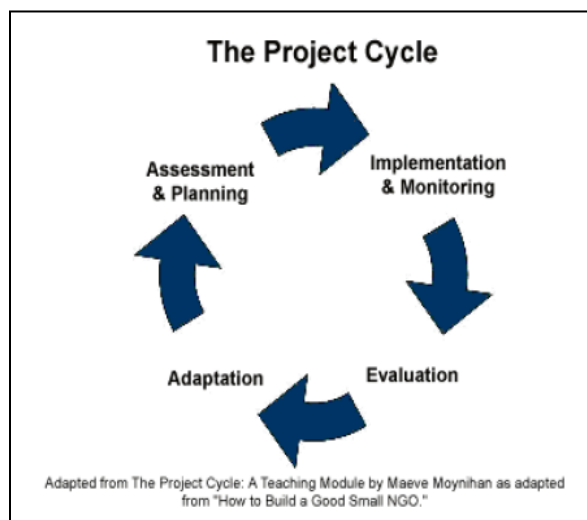 The Project Cycle
Assessment
& Planning
Implementation
& Monitoring
Adaptation
Evaluation
Adapted from The Project Cycle: A Teaching Module by Maeve Moynihan as adapted
from "How to Build a Good Small NGO."